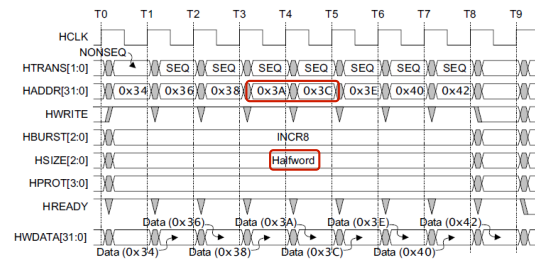 T0 T1 T2 T3 T4 T5 T6 T7 T8 T9
HCLK
NONSEQ
HTRANS[1:0] SEQ SEQ SEQ SEQ SEQ SEQ SEQ
HADDR[31:0] 0x34 0x36 0x38 0x3A 0x3C 0x3E 0x40 0x42
HWRITE
HBURST[2:0] INCR8
HSIZE[2:0] Halfword
HPROT[3:0]
HREADY
Data (0x36) Data (0x3A) Data (0x3E) Data (0x42)
HWDATA[31:0]
Data (0x34) Data (0x38) Data (0x3C) Data (0x40)